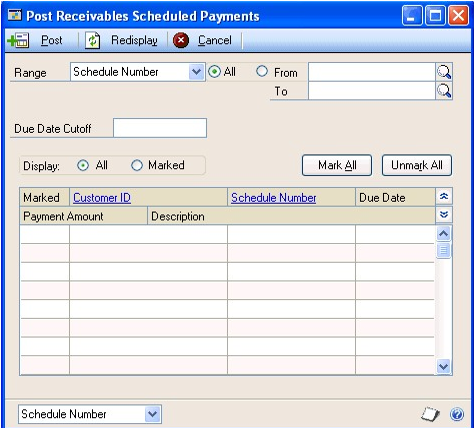 Post Receivables Scheduled Payments
Post Redisplay Cancel
Range Schedule Number All From
To
Due Date Cutoff
Display: All Marked Mark All Unmark All
Marked Customer ID Schedule Number Due Date
Payment Amount Description
Schedule Number